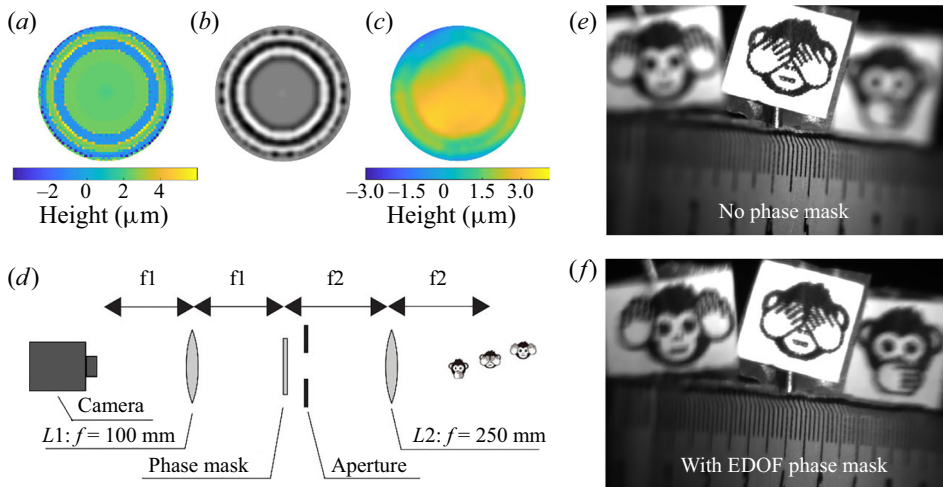 (a)
(b)
(c)
(e)
−2 0 2 4
Height (μm)
−3.0 −1.5 1.5 3.0
Height (μm)
No phase mask
(d)
f1 f1 f2 f2
Camera
L1: f = 100 mm
L2: f = 250 mm
Phase mask
Aperture
(f)
With EDOF phase mask